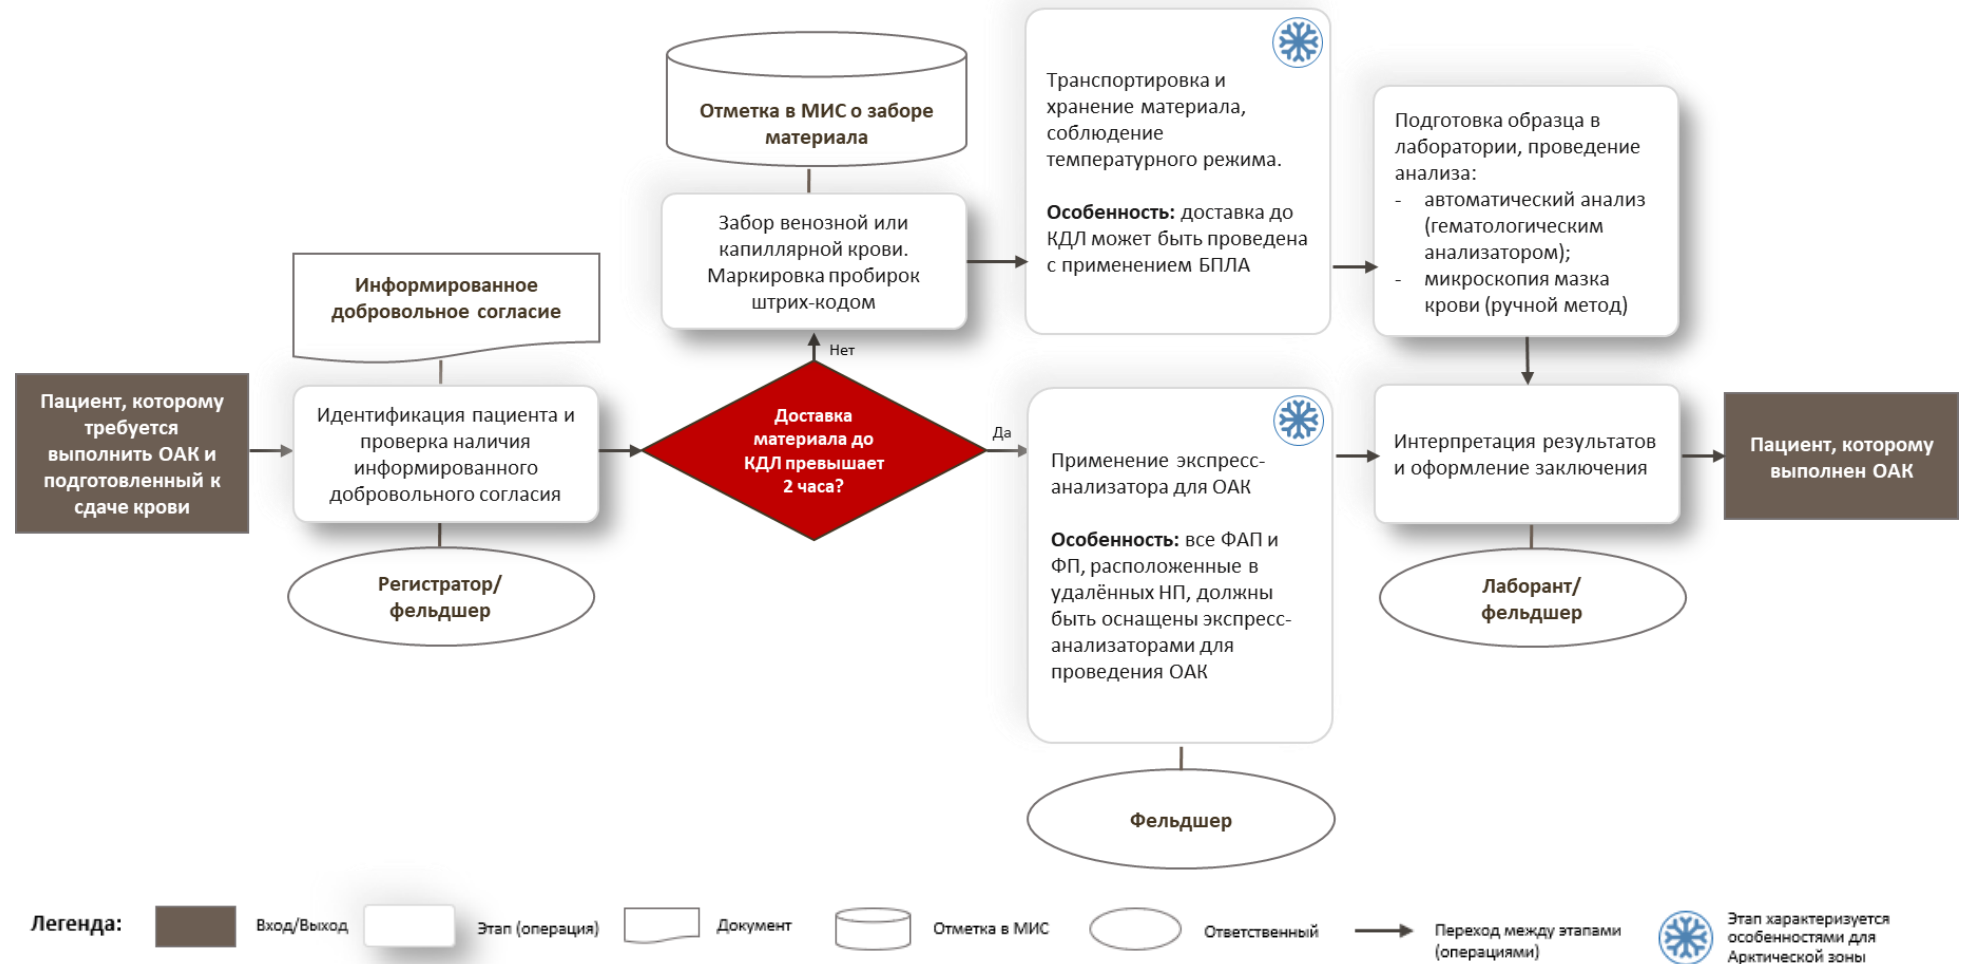 Отметка в МИС о заборе
материала
Транспортировка и
хранение материала,
соблюдение
температурного режима.
Особенность: доставка до
КДЛ может быть проведена
с применением БПЛА
Подготовка образца в
лаборатории, проведение
анализа:
- автоматический анализ
(гематологическим
анализатором);
- микроскопия мазка
крови (ручной метод)
Забор венозной или
капиллярной крови.
Маркировка пробирок
штрих-кодом
Информированное
добровольное согласие
Нет
Пациент, которому
требуется
выполнить ОАК и
подготовленный к
сдаче крови
Идентификация пациента и
проверка наличия
информированного
добровольного согласия
Доставка
материала до
КДЛ превышает
2 часа?
Да
Применение экспресс-
анализатора для ОАК
Особенность: все ФАП и
ФП, расположенные в
удалённых НП, должны
быть оснащены экспресс-
анализаторами для
проведения ОАК
Интерпретация результатов
и оформление заключения
Пациент, которому
выполнен ОАК
Регистратор/
фельдшер
Лаборант/
фельдшер
Фельдшер
Легенда:
Вход/Выход
Этап (операция)
Документ
Отметка в МИС
Ответственный
Переход между этапами
(операциями)
Этап характеризуется
особенностями для
Арктической зоны